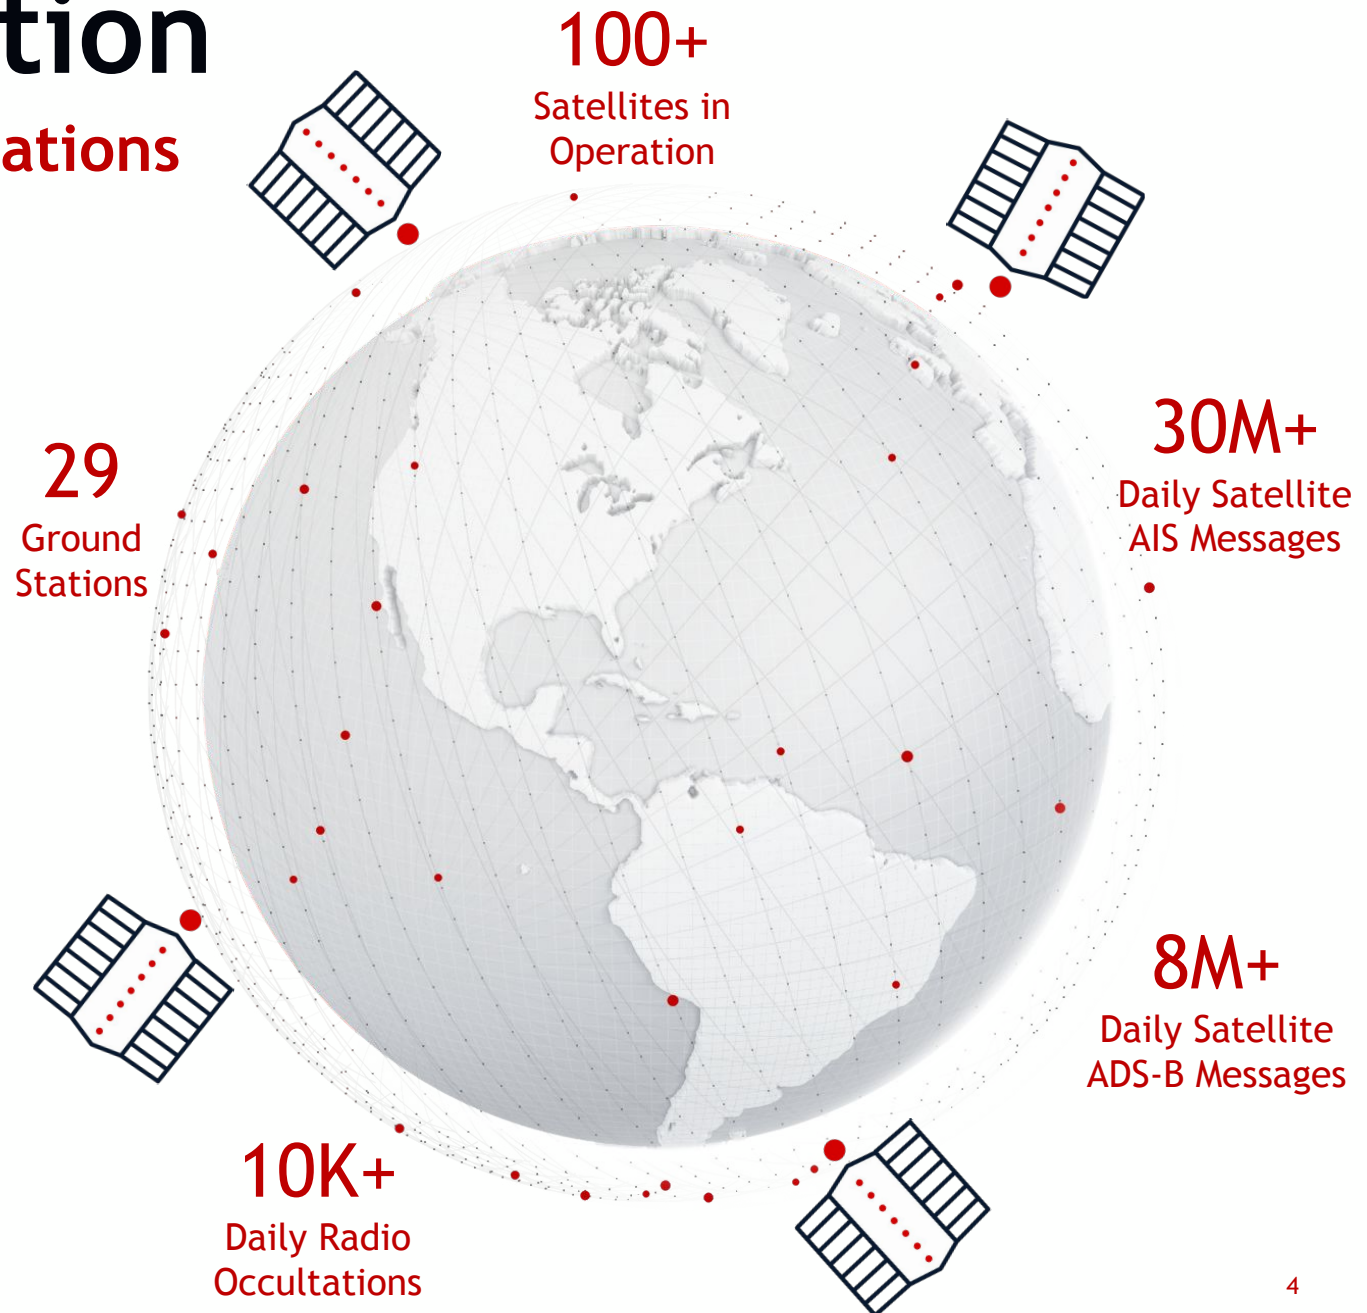 tion
ations
100+
Satellites in
Operation
29
Ground
Stations
30M+
Daily Satellite
AIS Messages
8M+
Daily Satellite
ADS-B Messages
10K+
Daily Radio
Occultations
4